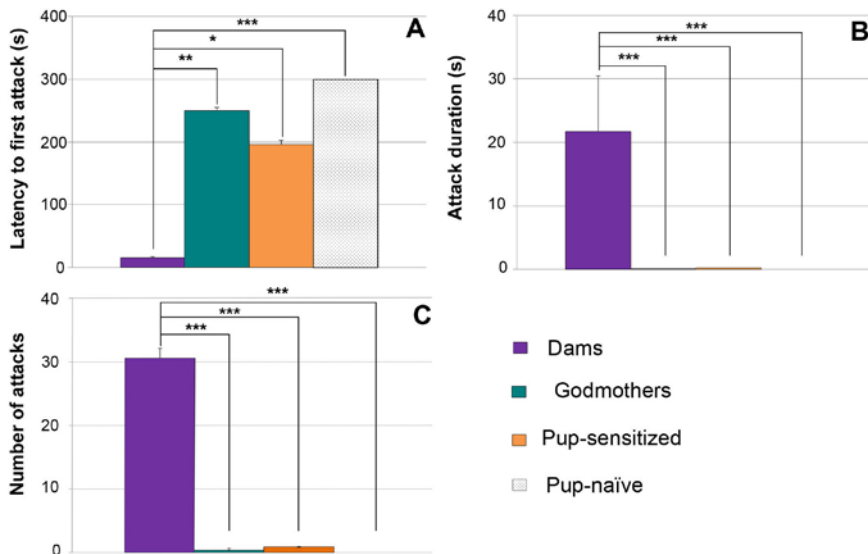 A
Latency to first attack (s)
400
300
200
100
0
***
*
**
B
Attack duration (s)
40
30
20
10
0
***
***
***
C
Number of attacks
40
30
20
10
0
***
***
***
Dams
Godmothers
Pup-sensitized
Pup-naïve